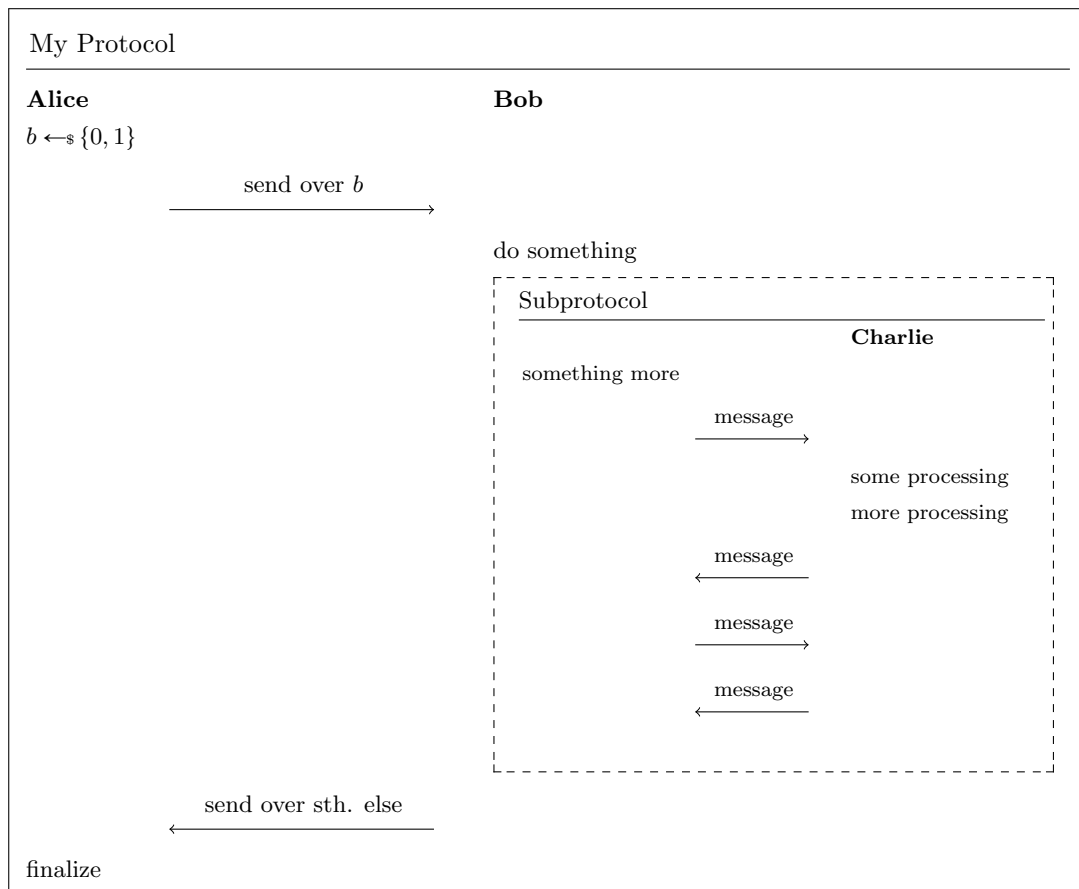 My Protocol
Alice Bob
b ←$ {0, 1}
send over b
do something
Subprotocol
Charlie
something more
message
some processing
more processing
message
message
message
send over sth. else
finalize